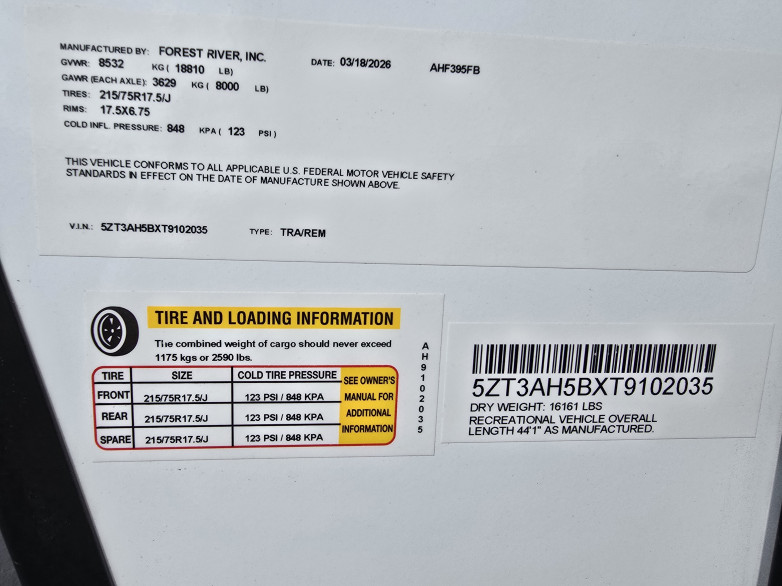 MANUFACTURED BY: FOREST RIVER, INC.
GVWR: 8532 KG ( 18810 LB) DATE: 03/18/2026 AHF395FB
GAWR (EACH AXLE): 3629 KG ( 8000 LB)
TIRES: 215/75R17.5/J
RIMS: 17.5X6.75
COLD INFL. PRESSURE: 848 KPA ( 123 PSI )
THIS VEHICLE CONFORMS TO ALL APPLICABLE U.S. FEDERAL MOTOR VEHICLE SAFETY
STANDARDS IN EFFECT ON THE DATE OF MANUFACTURE SHOWN ABOVE.
V.I.N.: 5ZT3AH5BXT9102035 TYPE: TRA/REM
TIRE AND LOADING INFORMATION
The combined weight of cargo should never exceed
1175 kgs or 2590 lbs.
TIRE SIZE COLD TIRE PRESSURE
FRONT 215/75R17.5/J 123 PSI / 848 KPA
REAR 215/75R17.5/J 123 PSI / 848 KPA
SPARE 215/75R17.5/J 123 PSI / 848 KPA
SEE OWNER'S
MANUAL FOR
ADDITIONAL
INFORMATION
AH9102035
5ZT3AH5BXT9102035
DRY WEIGHT: 16161 LBS
RECREATIONAL VEHICLE OVERALL
LENGTH 44'1" AS MANUFACTURED.